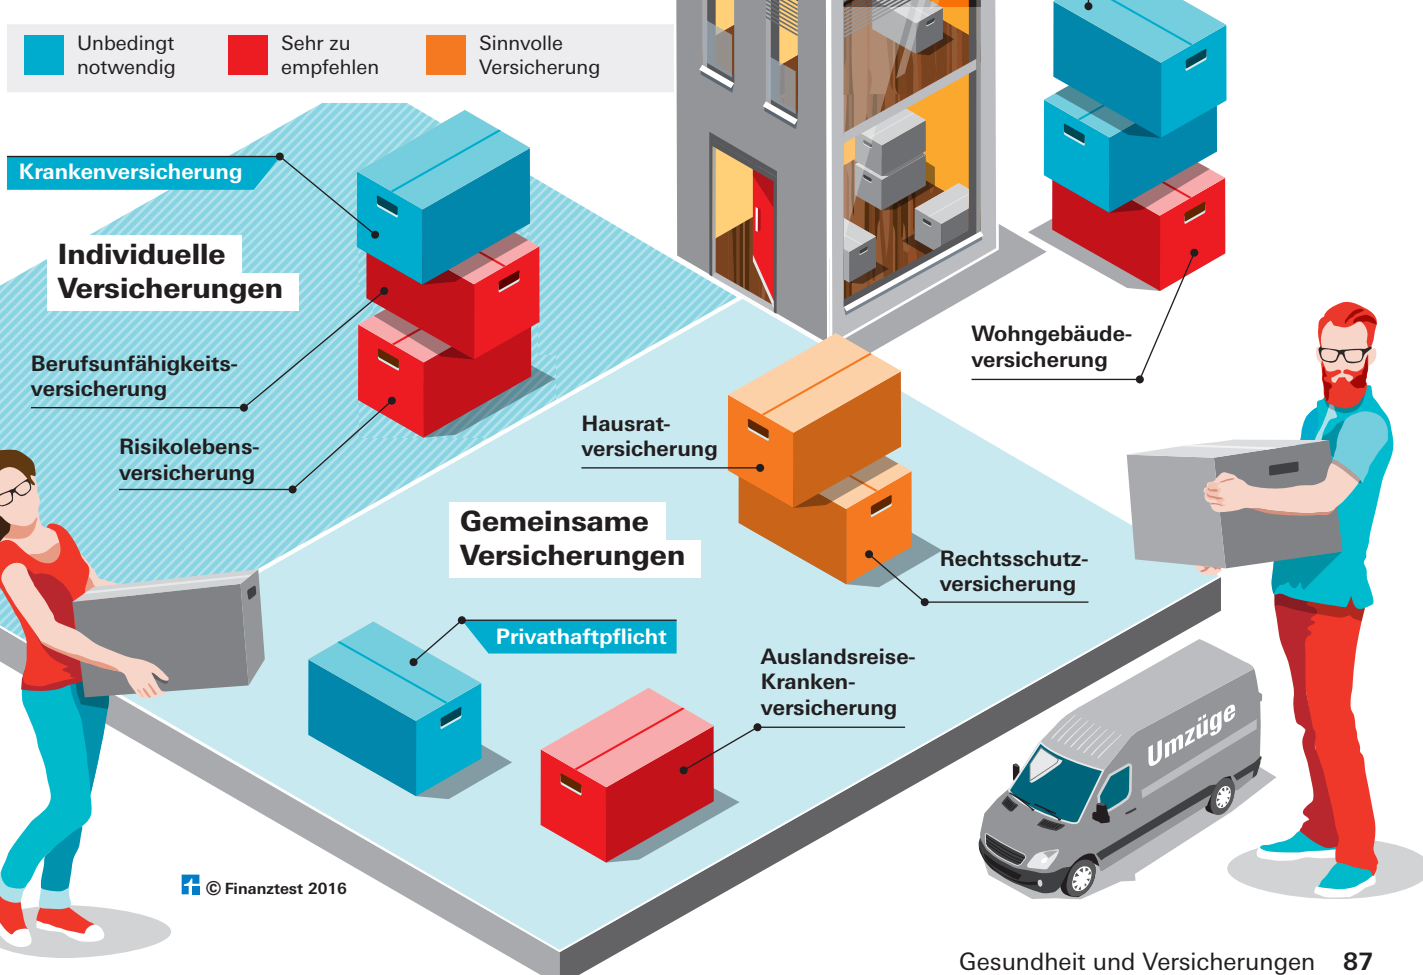 Unbedingt
notwendig
Sehr zu
empfehlen
Sinnvolle
Versicherung
Krankenversicherung
Individuelle
Versicherungen
Berufsunfähigkeits-
versicherung
Risikolebens-
versicherung
Wohngebäude-
versicherung
Hausrat-
versicherung
Gemeinsame
Versicherungen
Rechtsschutz-
versicherung
Privathaftpflicht
Auslandsreise-
Kranken-
versicherung
Umzüge
© Finanztest 2016
Gesundheit und Versicherungen 87